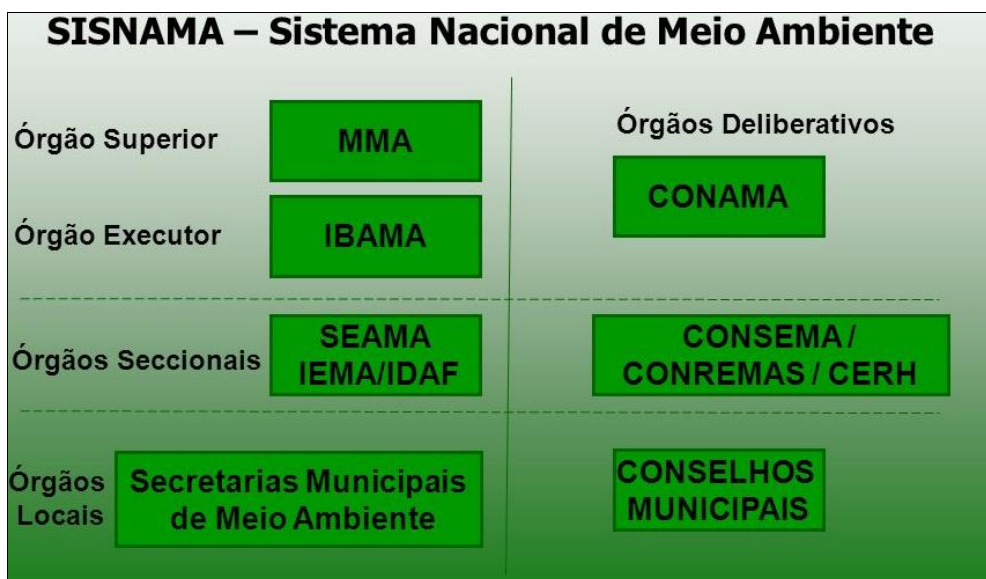 SISNAMA – Sistema Nacional de Meio Ambiente
Órgão Superior
MMA
Órgãos Deliberativos
CONAMA
Órgão Executor
IBAMA
Órgãos Seccionais
SEAMA
IEMA/IDAF
CONSEMA /
CONREMAS / CERH
Órgãos
Locais
Secretarias Municipais
de Meio Ambiente
CONSELHOS
MUNICIPAIS